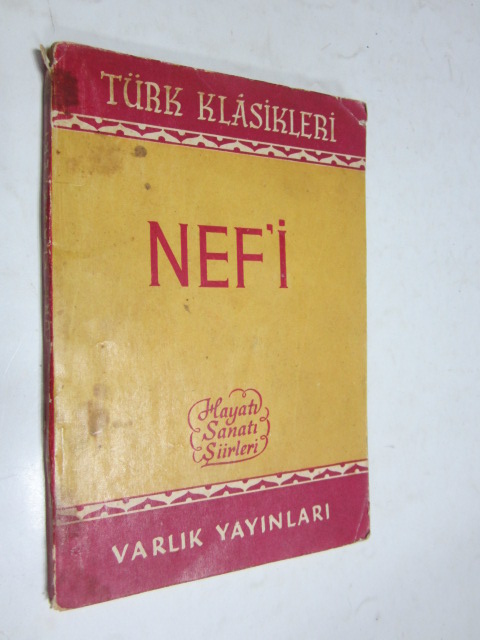 TÜRK KLÂSİKLERİ
NEF'İ
Hayatı
Sanatı
Şiirleri
VARLIK YAYINLARI